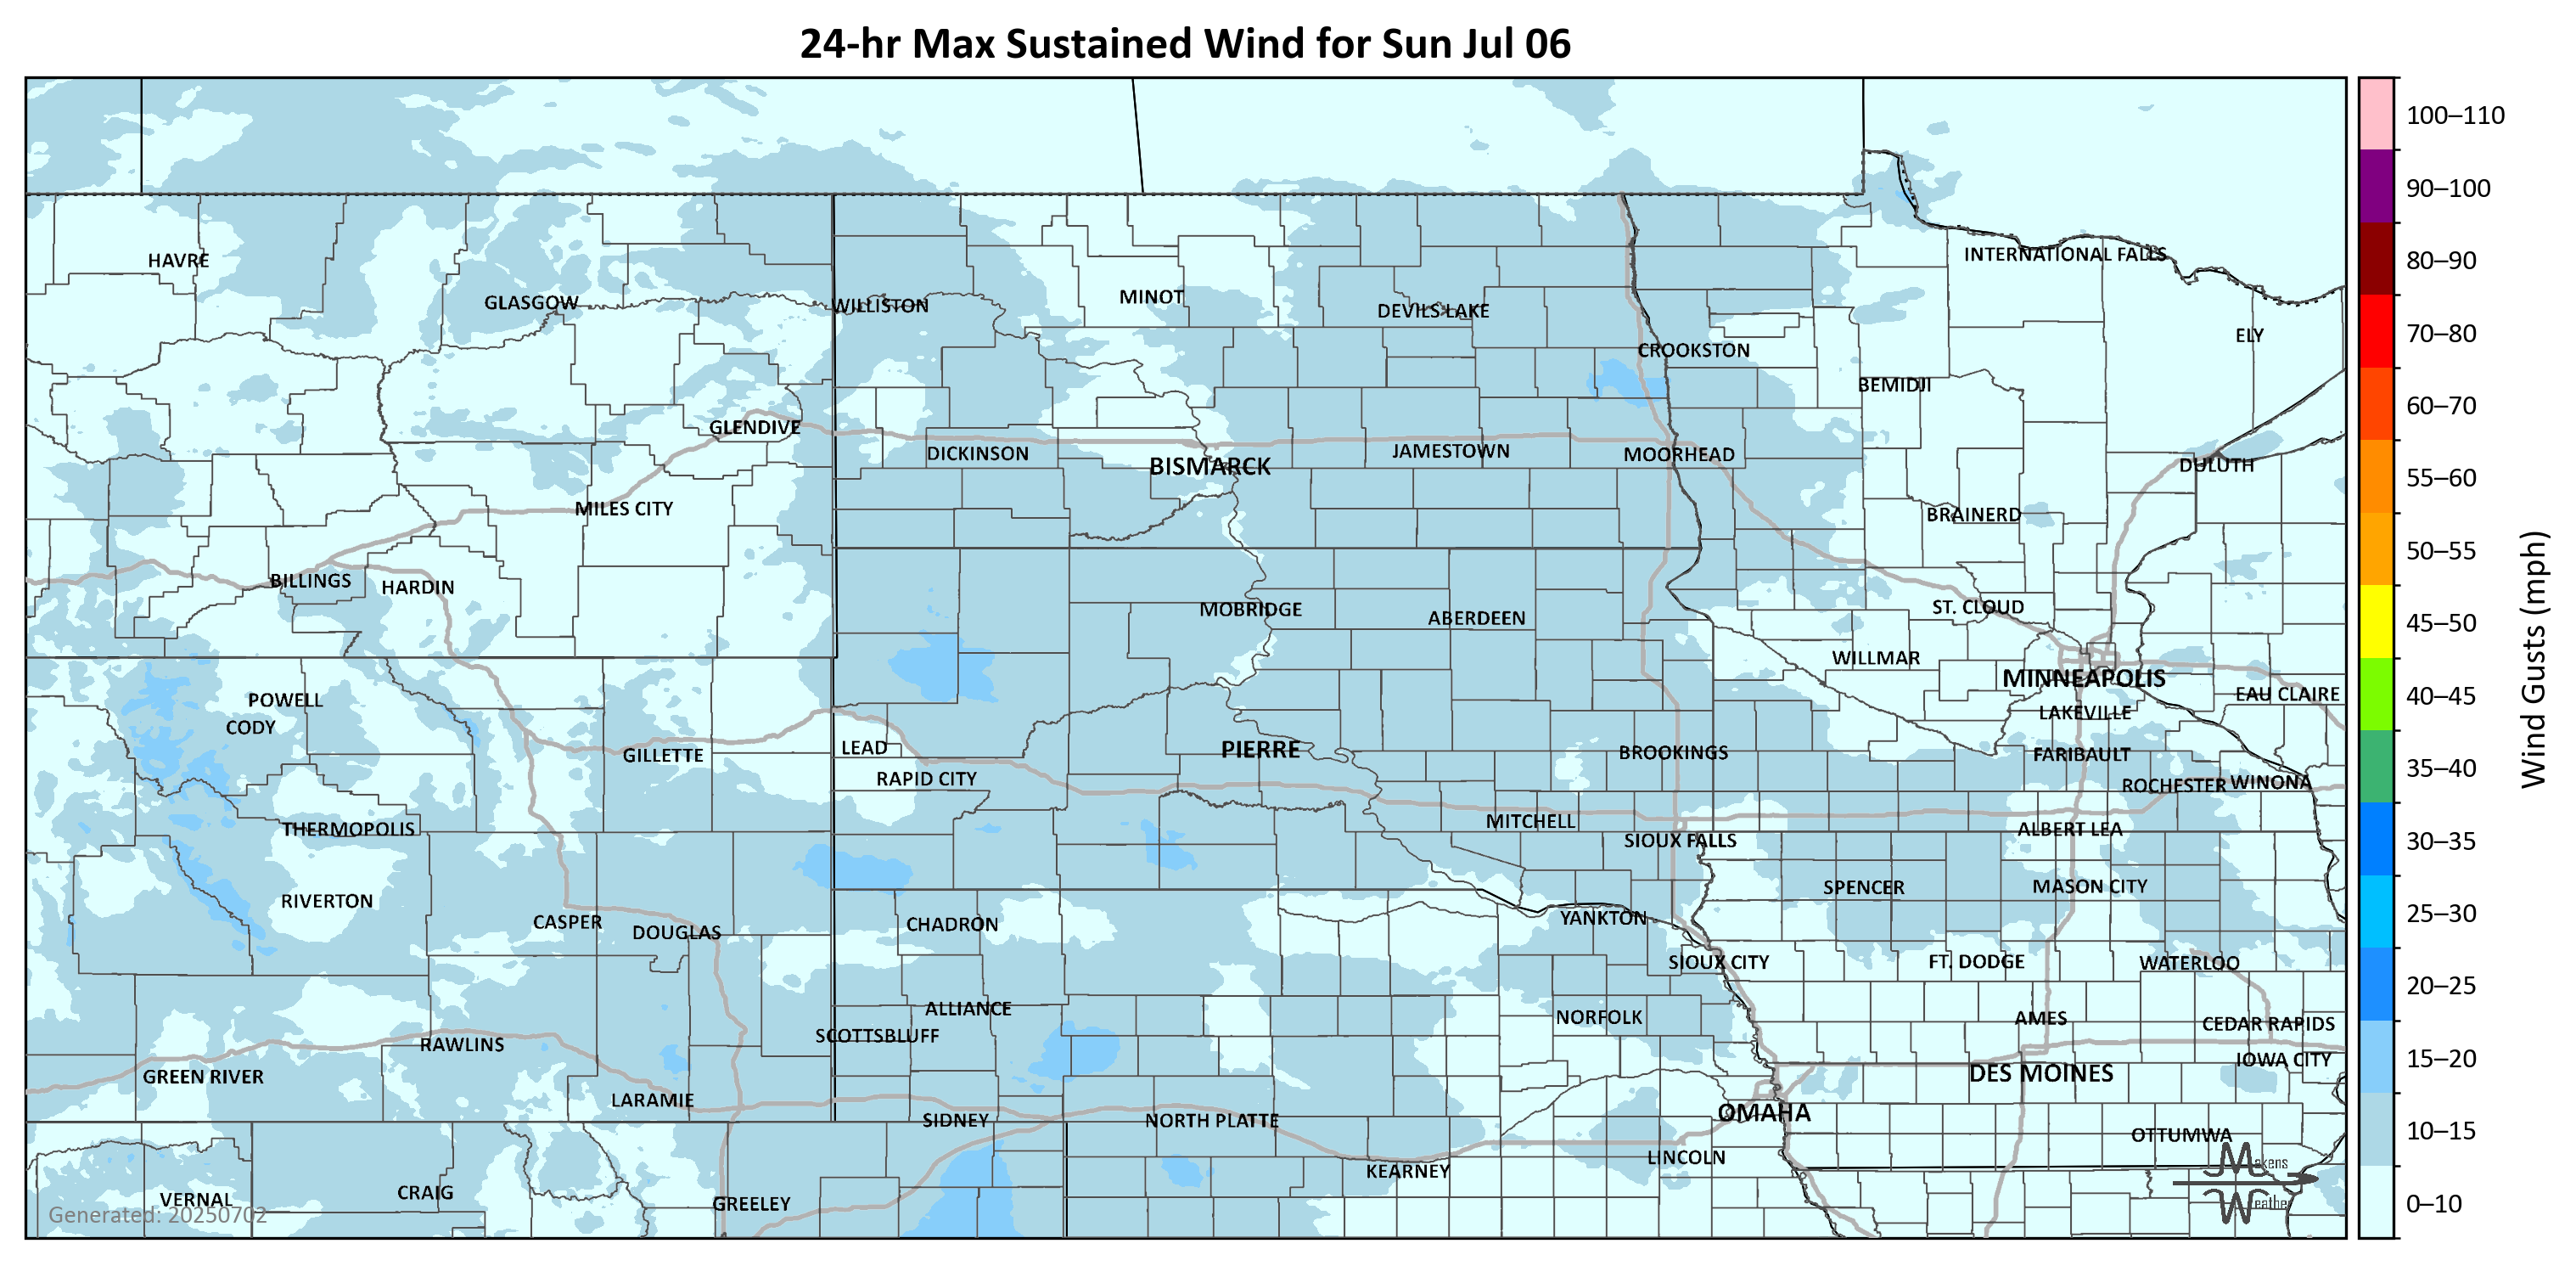 24-hr Max Sustained Wind for Sun Jul 06
100–110
90–100
80–90
70–80
60–70
55–60
50–55
45–50
40–45
35–40
30–35
25–30
20–25
15–20
10–15
0–10
Wind Gusts (mph)
HAVRE
GLASGOW
WILLISTON
MINOT
DEVILS LAKE
INTERNATIONAL FALLS
ELY
CROOKSTON
BEMIDJI
GLENDIVE
DICKINSON
BISMARCK
JAMESTOWN
MOORHEAD
DULUTH
MILES CITY
BRAINERD
BILLINGS
HARDIN
MOBRIDGE
ABERDEEN
ST. CLOUD
WILLMAR
MINNEAPOLIS
EAU CLAIRE
POWELL
CODY
LAKEVILLE
GILLETTE
LEAD
PIERRE
BROOKINGS
FARIBAULT
RAPID CITY
ROCHESTER
WINONA
THERMOPOLIS
MITCHELL
SIOUX FALLS
ALBERT LEA
RIVERTON
SPENCER
MASON CITY
CASPER
DOUGLAS
CHADRON
YANKTON
SIOUX CITY
FT. DODGE
WATERLOO
ALLIANCE
NORFOLK
AMES
CEDAR RAPIDS
SCOTTSBLUFF
RAWLINS
IOWA CITY
GREEN RIVER
DES MOINES
LARAMIE
SIDNEY
NORTH PLATTE
OMAHA
OTTUMWA
LINCOLN
KEARNEY
VERNAL
CRAIG
GREELEY
Makens
Weather
Generated: 20250702